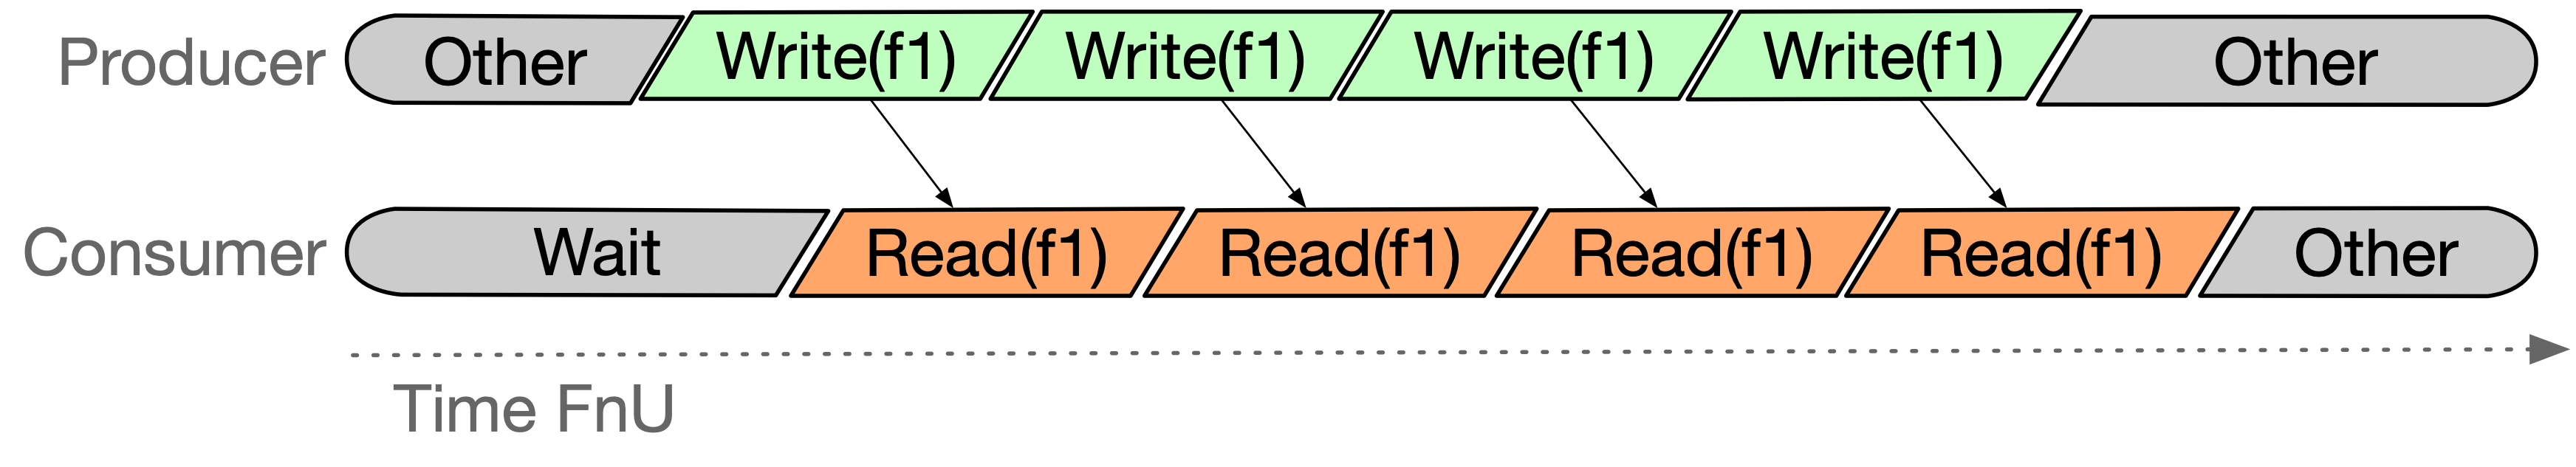 Producer Other Write(f1) Write(f1) Write(f1) Write(f1) Other
Consumer Wait Read(f1) Read(f1) Read(f1) Read(f1) Other
Time FnU